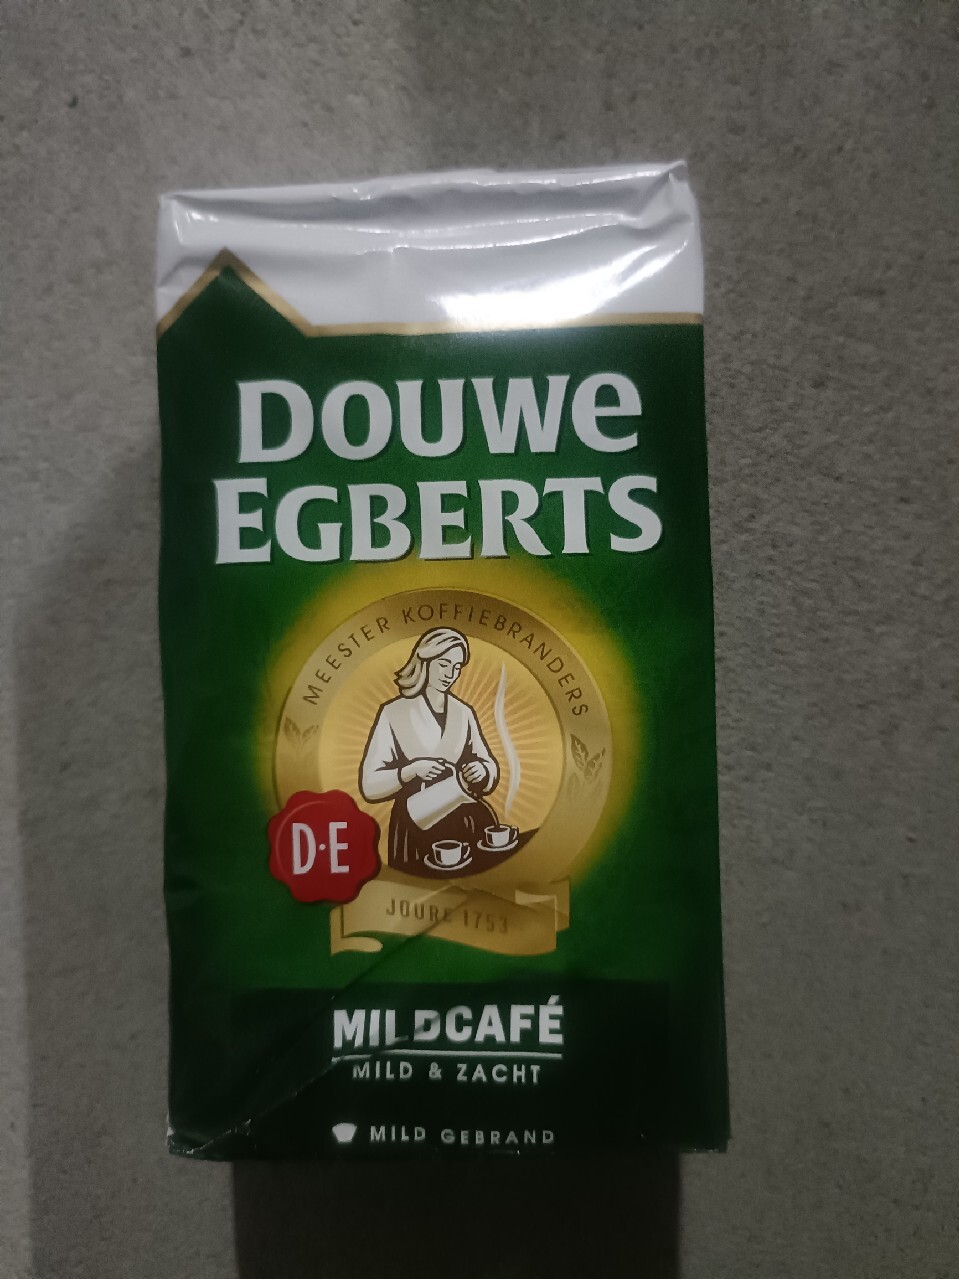 DOUWE
EGBERTS
MEESTER KOFFIEBRANDERS
D·E
JOURE 1753
MILDCAFÉ
MILD & ZACHT
MILD GEBRAND